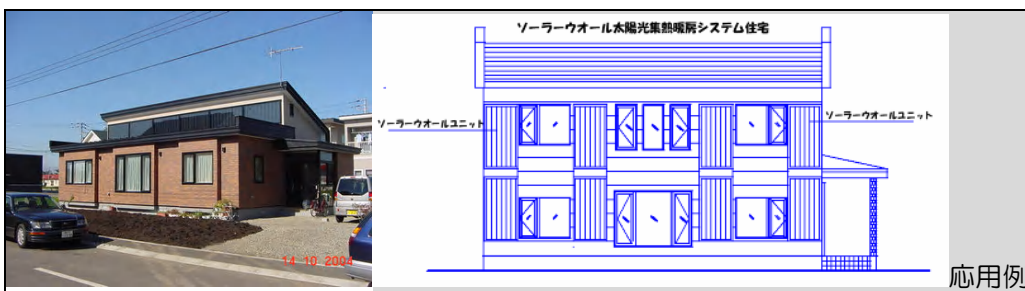 ソーラーウオール太陽光集熱暖房システム住宅
ソーラーウオールユニット
ソーラーウオールユニット
14 10 2004
応用例